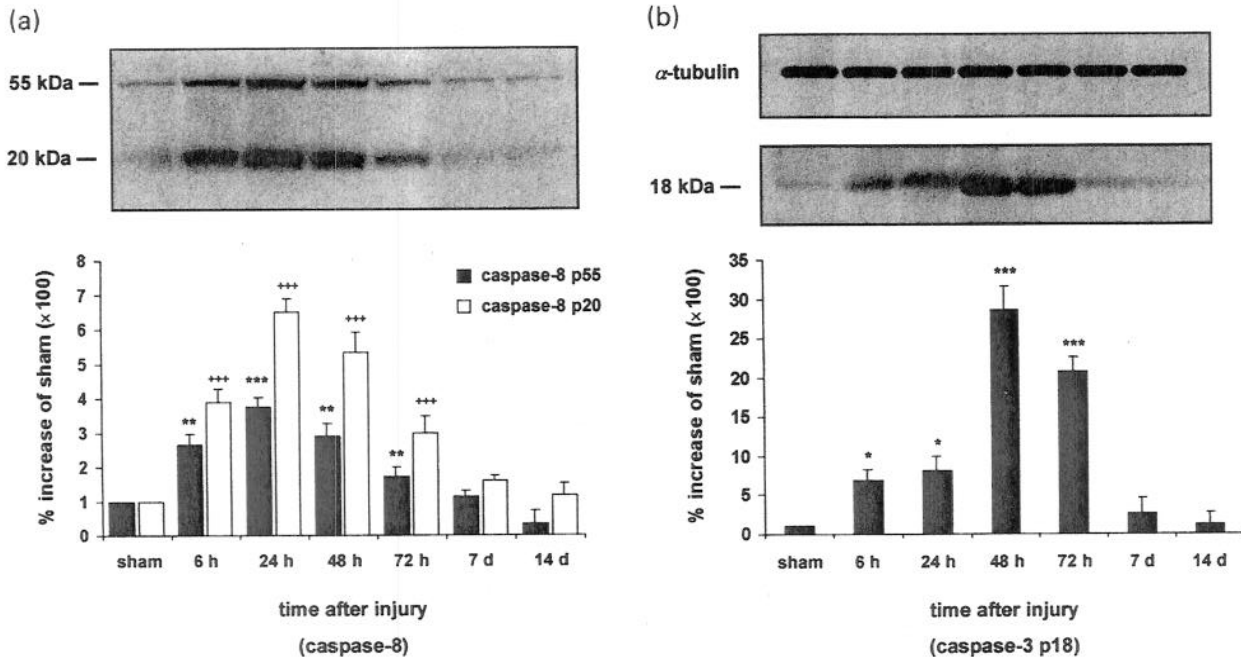 (a)
55 kDa —
20 kDa —
% increase of sham (× 100)
8
7
6
5
4
3
2
1
0
caspase-8 p55
caspase-8 p20
** +++
*** +++
** +++
** +++
sham 6 h 24 h 48 h 72 h 7 d 14 d
time after injury
(caspase-8)
(b)
α-tubulin
18 kDa —
% increase of sham (× 100)
35
30
25
20
15
10
5
0
*
*
***
***
sham 6 h 24 h 48 h 72 h 7 d 14 d
time after injury
(caspase-3 p18)